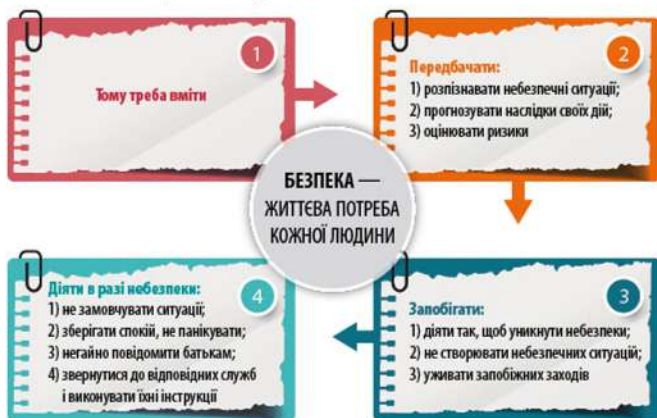 1
Тому треба вміти
2
Передбачати:
1) розпізнавати небезпечні ситуації;
2) прогнозувати наслідки своїх дій;
3) оцінювати ризики
БЕЗПЕКА —
ЖИТТЄВА ПОТРЕБА
КОЖНОЇ ЛЮДИНИ
3
Запобігати:
1) діяти так, щоб уникнути небезпеки;
2) не створювати небезпечних ситуацій;
3) уживати запобіжних заходів
4
Діяти в разі небезпеки:
1) не замовчувати ситуації;
2) зберігати спокій, не панікувати;
3) негайно повідомити батькам;
4) звернутися до відповідних служб
і виконувати їхні інструкції